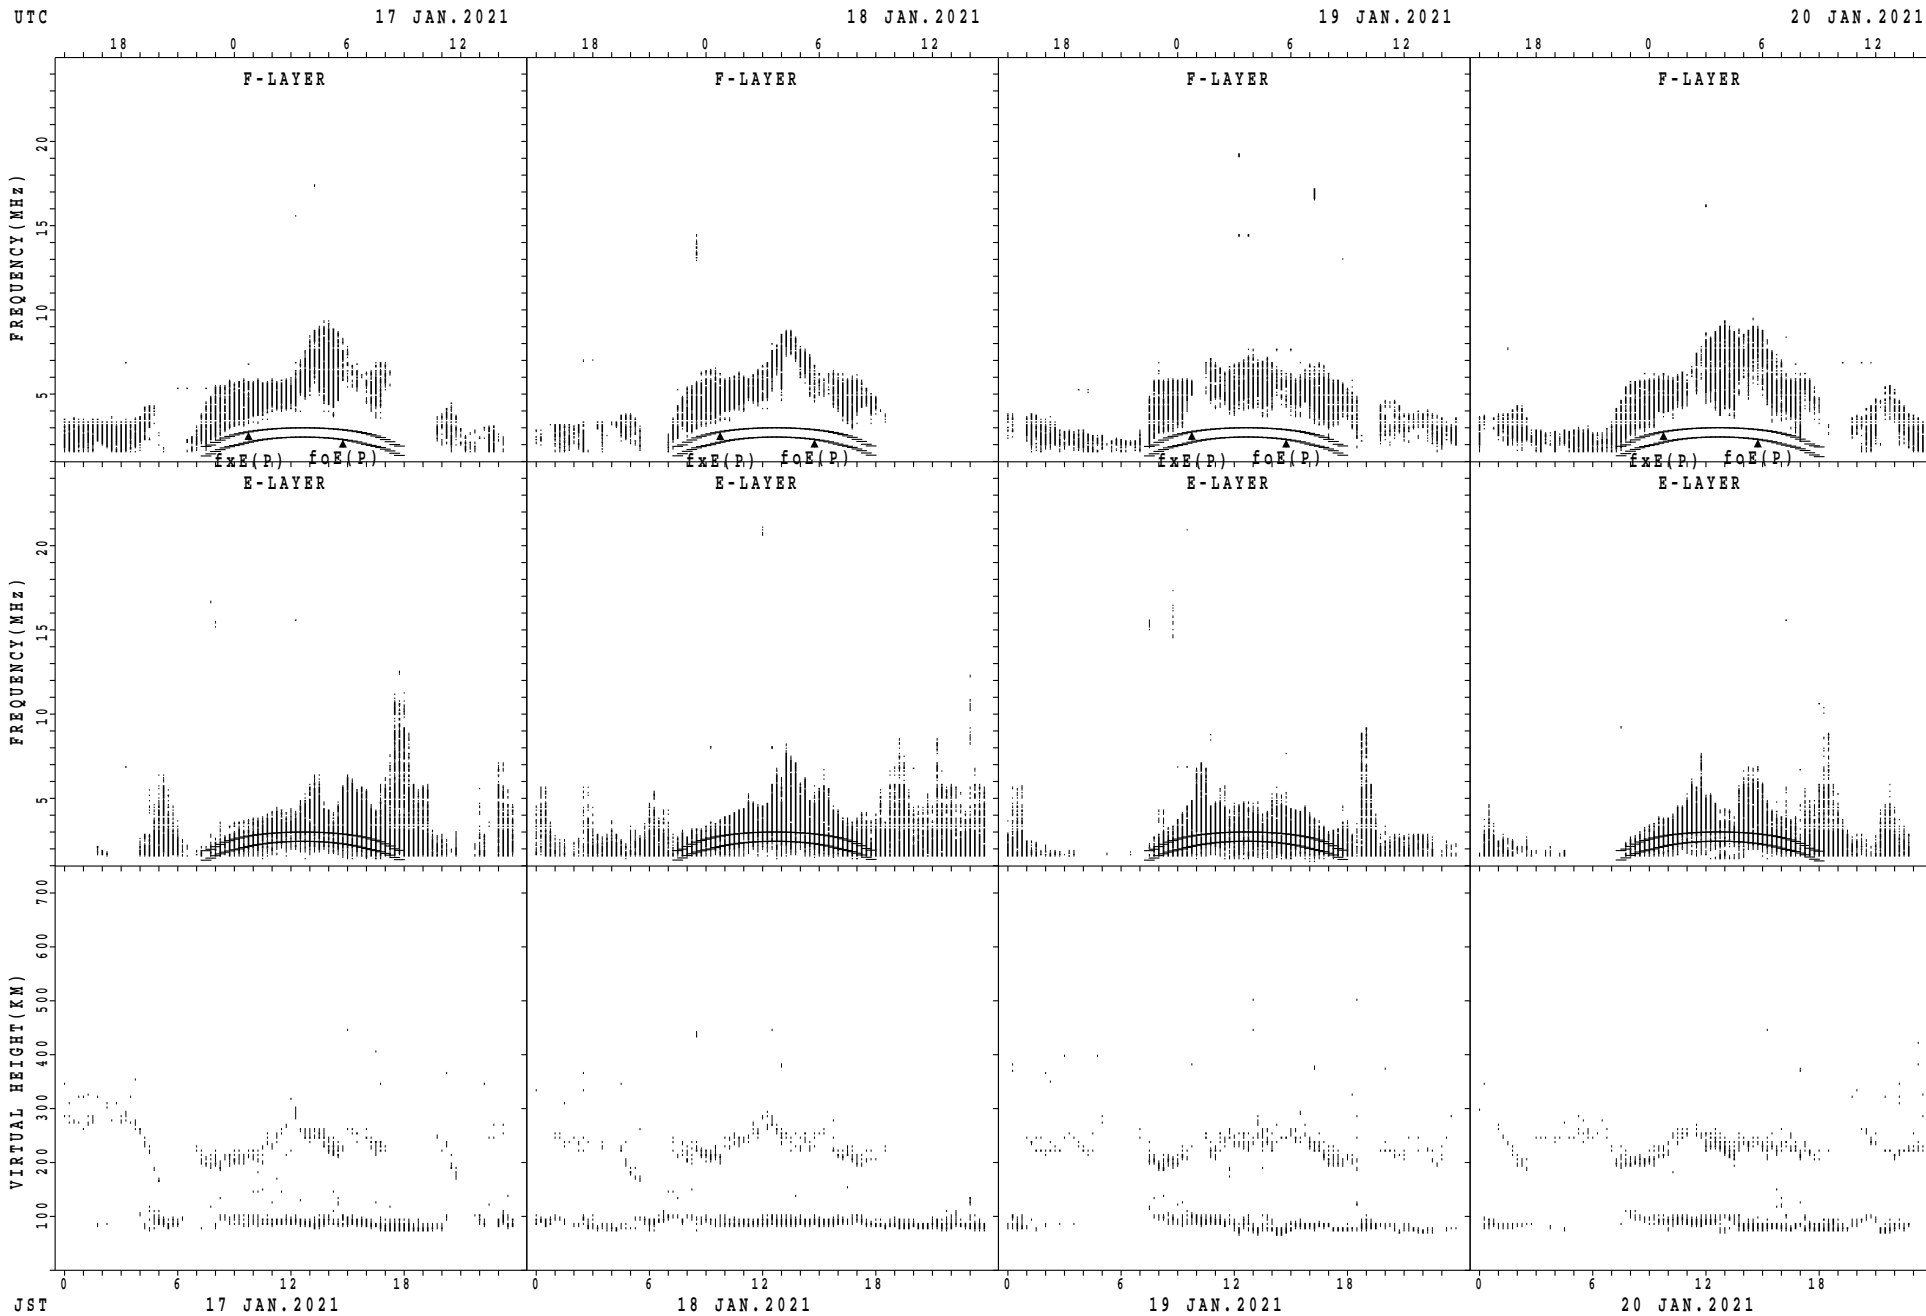 UTC 17 JAN.2021 18 JAN.2021 19 JAN.2021 20 JAN.2021
18 0 6 12 18 0 6 12 18 0 6 12 18 0 6 12
F-LAYER F-LAYER F-LAYER F-LAYER
FREQUENCY(MHz)
20
15
10
5
fxE(P) foE(P) fxE(P) foE(P) fxE(P) foE(P) fxE(P) foE(P)
E-LAYER E-LAYER E-LAYER E-LAYER
FREQUENCY(MHz)
20
15
10
5
VIRTUAL HEIGHT(KM)
700
600
500
400
300
200
100
0 6 12 18 0 6 12 18 0 6 12 18 0 6 12 18
JST 17 JAN.2021 18 JAN.2021 19 JAN.2021 20 JAN.2021